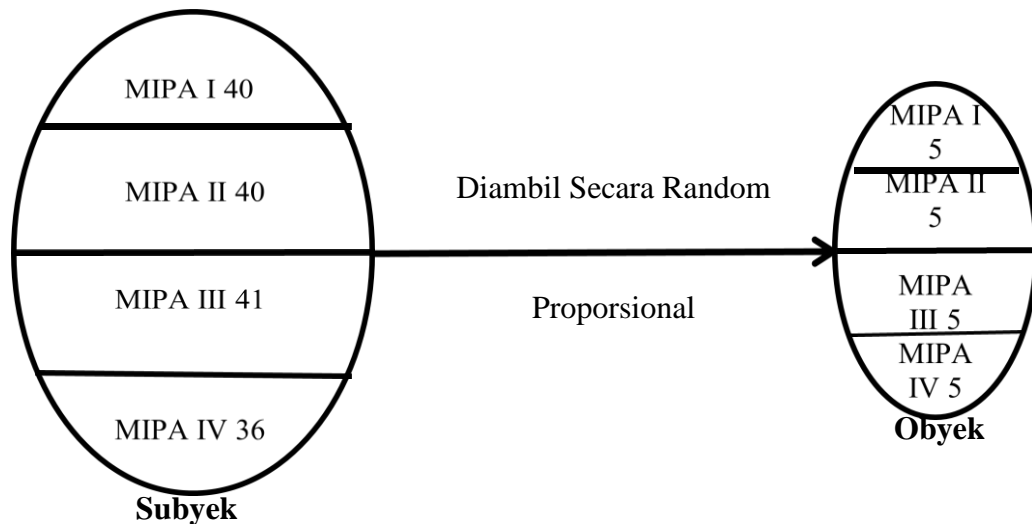 MIPA I 40
MIPA II 40
MIPA III 41
MIPA IV 36
Subyek
Diambil Secara Random
Proporsional
MIPA I
5
MIPA II
5
MIPA
III 5
MIPA
IV 5
Obyek